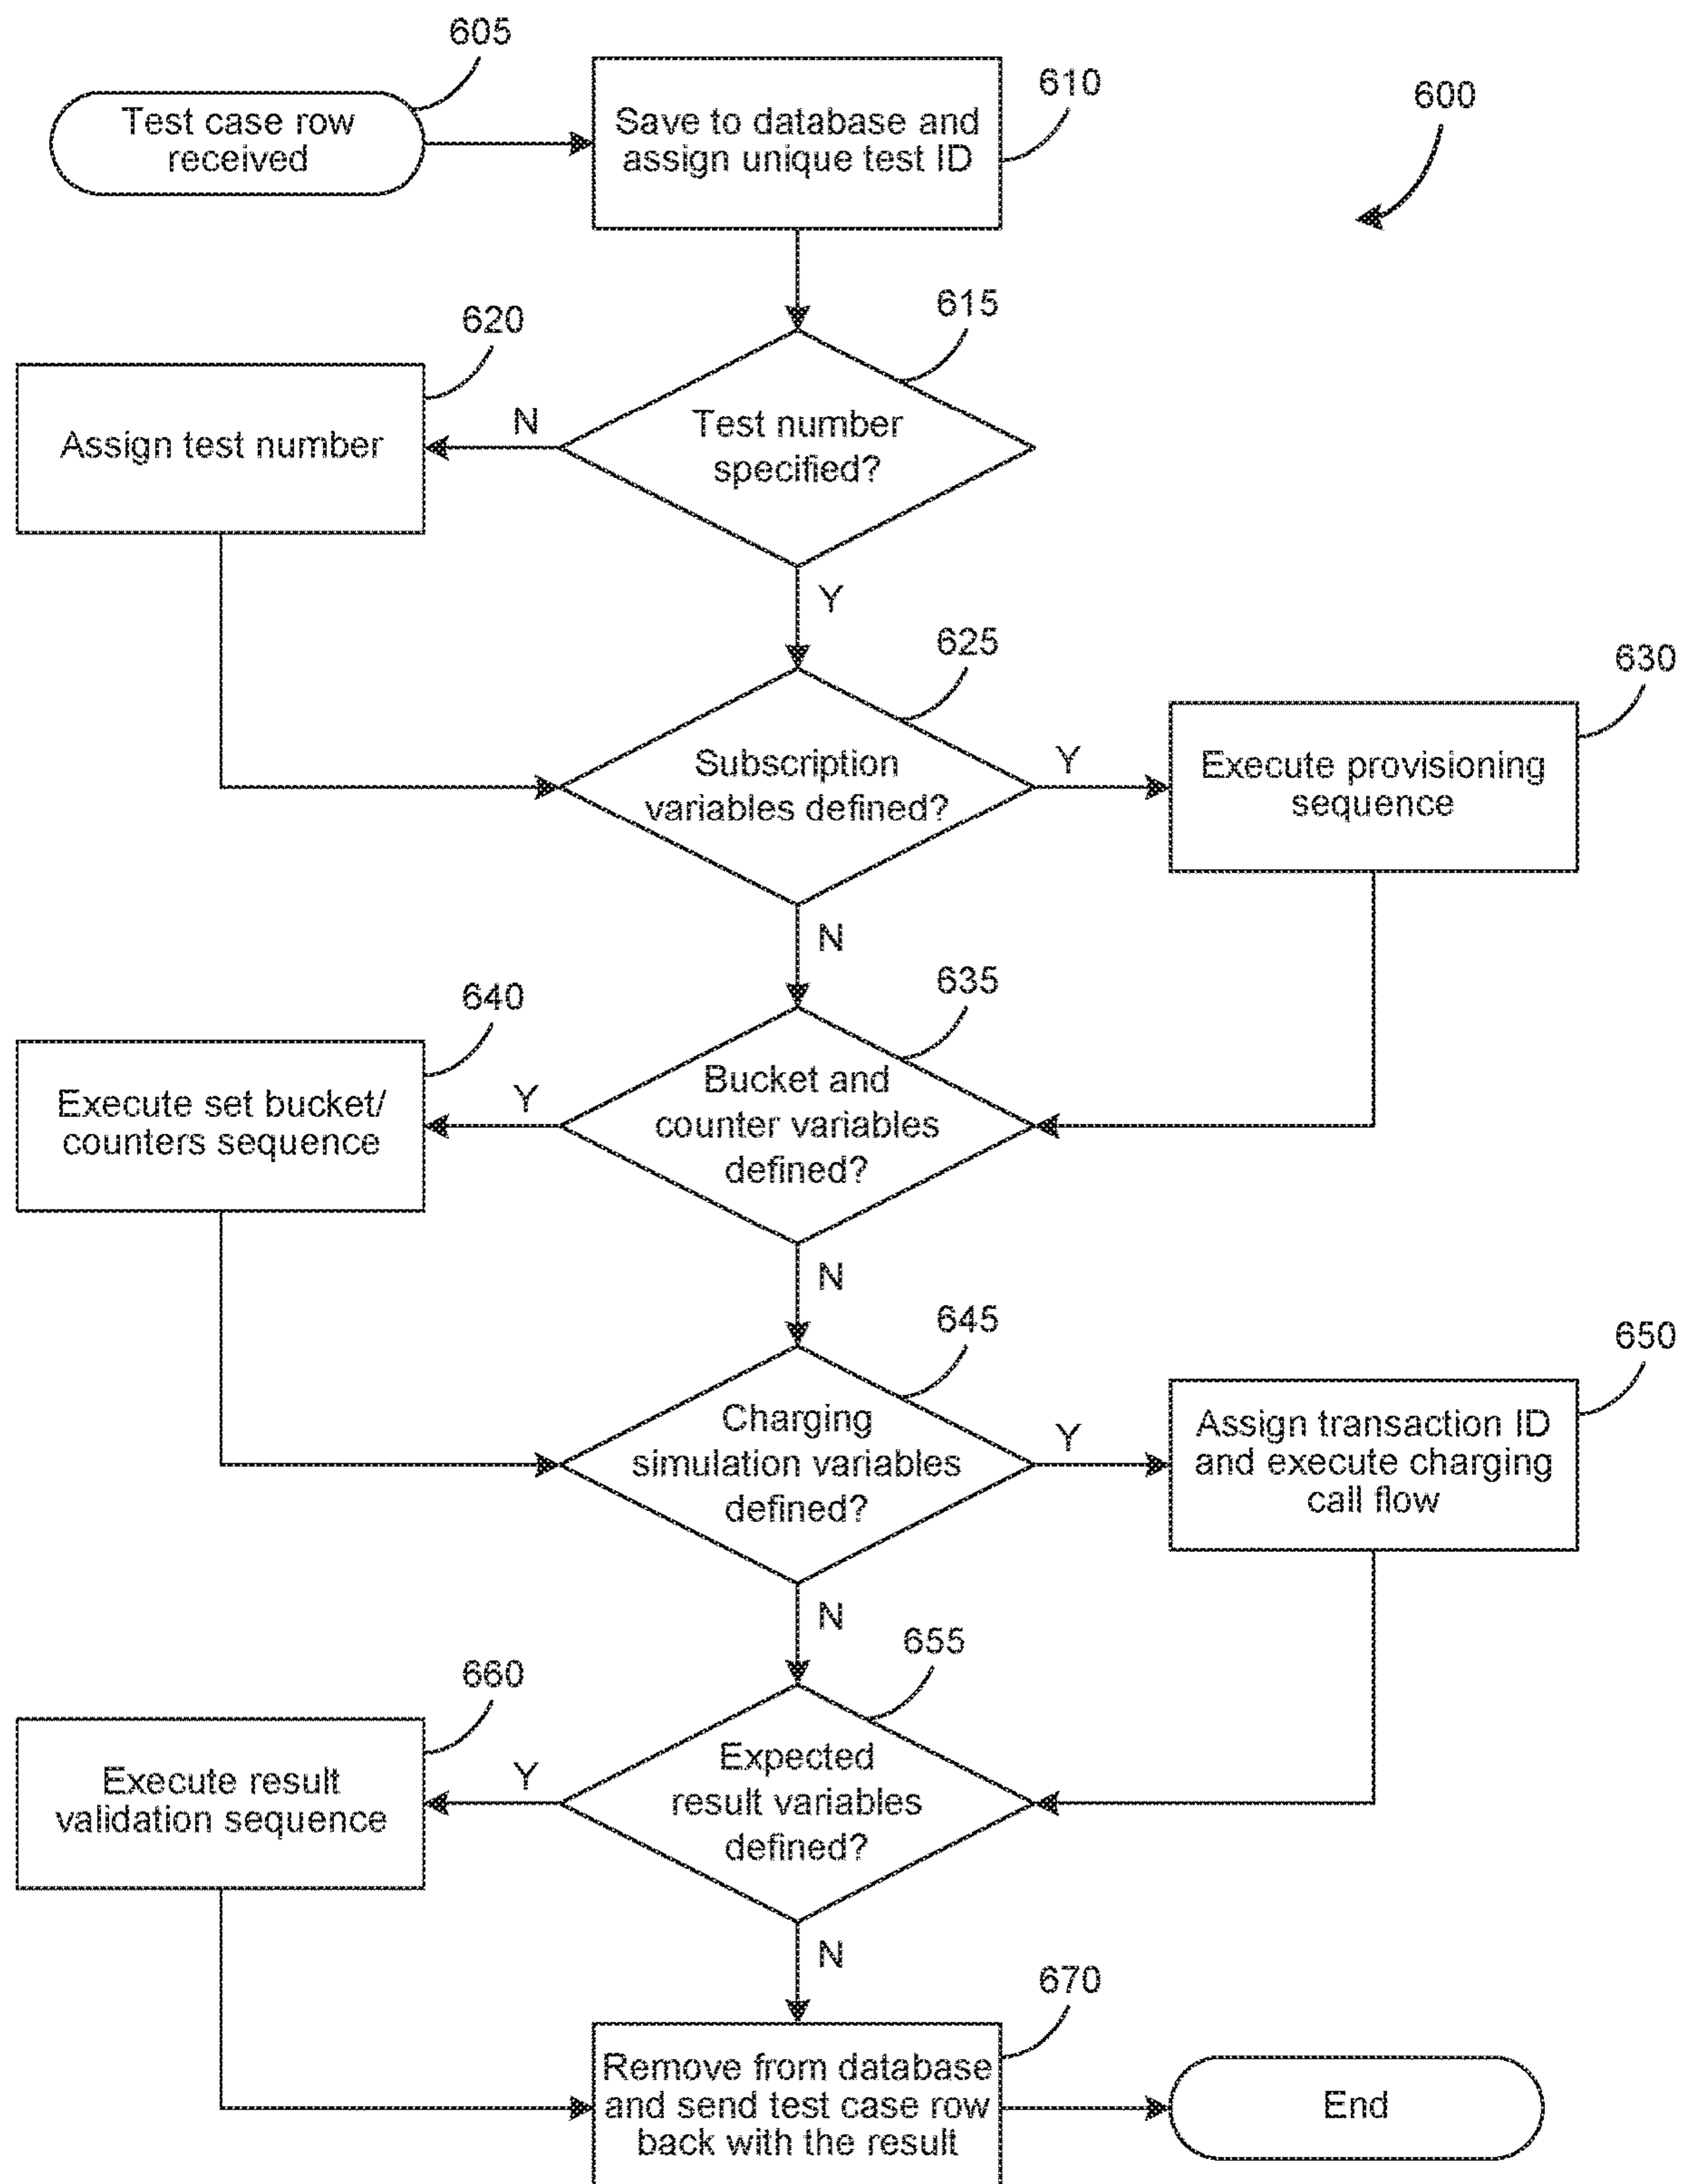 605
Test case row
received
Save to database and
assign unique test ID
610
600
615
Test number
specified?
N
Y
620
Assign test number
625
Subscription
variables defined?
Y
N
630
Execute provisioning
sequence
635
Bucket and
counter variables
defined?
Y
N
640
Execute set bucket/
counters sequence
645
Charging
simulation variables
defined?
Y
N
650
Assign transaction ID
and execute charging
call flow
655
Expected
result variables
defined?
Y
N
660
Execute result
validation sequence
670
Remove from database
and send test case row
back with the result
End